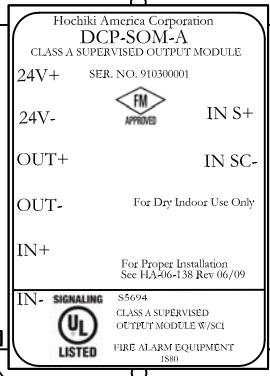 Hochiki America Corporation
DCP-SOM-A
CLASS A SUPERVISED OUTPUT MODULE
24V+
SER. NO. 910300001
FM
APPROVED
24V-
IN S+
OUT+
IN SC-
OUT-
For Dry Indoor Use Only
IN+
For Proper Installation
See HA-06-138 Rev 06/09
IN-
SIGNALING
UL
LISTED
S5694
CLASS A SUPERVISED
OUTPUT MODULE W/SCI
FIRE ALARM EQUIPMENT
1S80